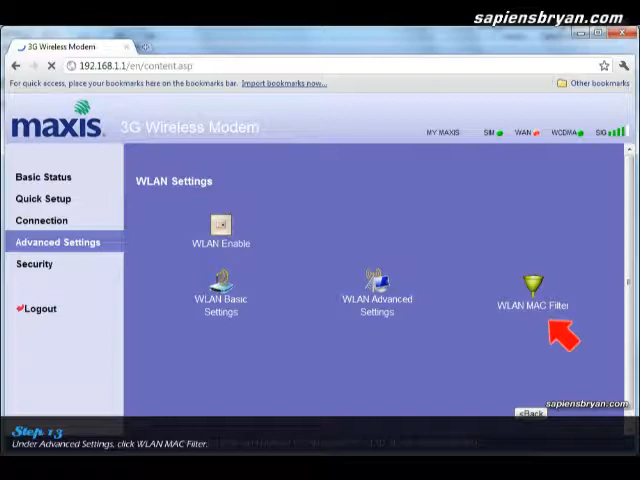 sapiensbryan.com
3G Wireless Modem
192.168.1.1/en/content.asp
For quick access, place your bookmarks here on the bookmarks bar. Import bookmarks now... Other bookmarks
maxis 3G Wireless Modem
MY MAXIS SIM WAN WCDMA SIG
Basic Status
Quick Setup
Connection
Advanced Settings
Security
Logout
WLAN Settings
WLAN Enable
WLAN Basic
Settings
WLAN Advanced
Settings
WLAN MAC Filter
sapiensbryan.com
<Back
Step 13
Under Advanced Settings, click WLAN MAC Filter.